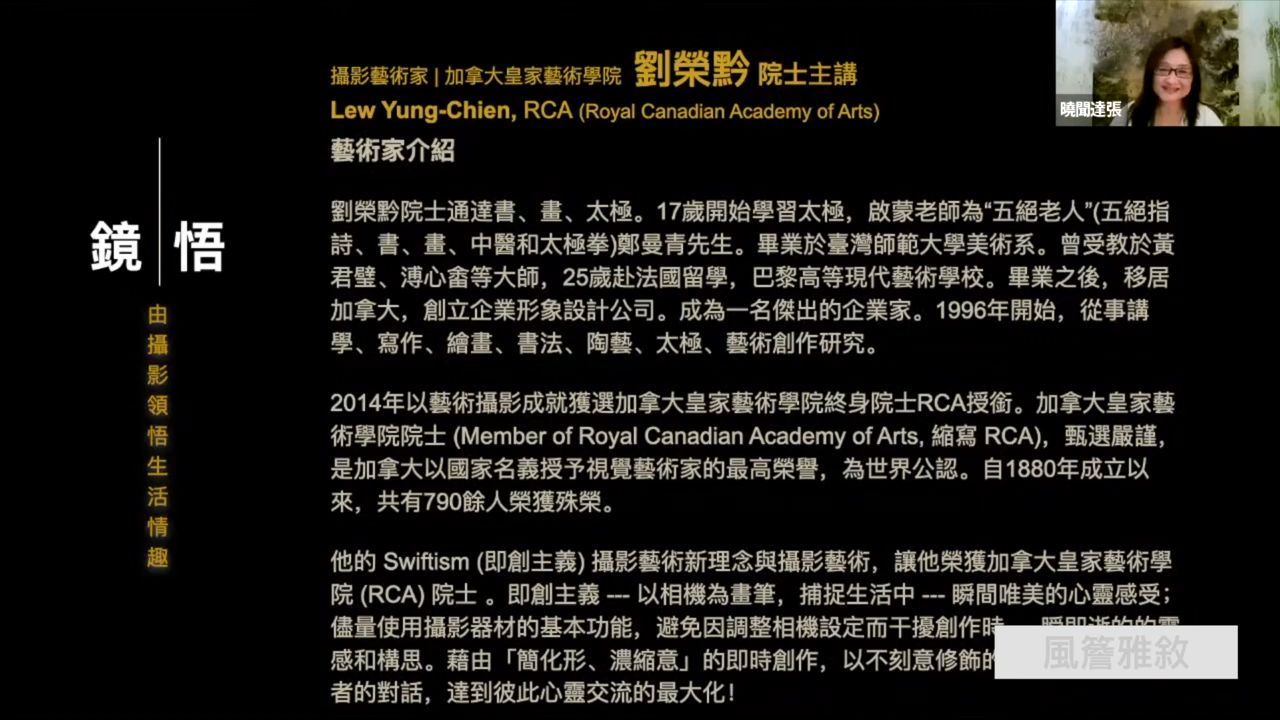 攝影藝術家 | 加拿大皇家藝術學院 劉榮黔 院士主講
Lew Yung-Chien, RCA (Royal Canadian Academy of Arts)
藝術家介紹
曉聞達張
鏡 悟
由攝影領悟生活情趣
劉榮黔院士通達書、畫、太極。17歲開始學習太極，啟蒙老師為“五絕老人”(五絕指
詩、書、畫、中醫和太極拳)鄭曼青先生。畢業於臺灣師範大學美術系。曾受教於黃
君璧、溥心畬等大師，25歲赴法國留學，巴黎高等現代藝術學校。畢業之後，移居
加拿大，創立企業形象設計公司。成為一名傑出的企業家。1996年開始，從事講
學、寫作、繪畫、書法、陶藝、太極、藝術創作研究。
2014年以藝術攝影成就獲選加拿大皇家藝術學院終身院士RCA授銜。加拿大皇家藝
術學院院士 (Member of Royal Canadian Academy of Arts, 縮寫 RCA)，甄選嚴謹，
是加拿大以國家名義授予視覺藝術家的最高榮譽，為世界公認。自1880年成立以
來，共有790餘人榮獲殊榮。
他的 Swiftism (即創主義) 攝影藝術新理念與攝影藝術，讓他榮獲加拿大皇家藝術學
院 (RCA) 院士 。即創主義 --- 以相機為畫筆，捕捉生活中 --- 瞬間唯美的心靈感受；
儘量使用攝影器材的基本功能，避免因調整相機設定而干擾創作時
感和構思。藉由「簡化形、濃縮意」的即時創作，以不刻意修飾的
者的對話，達到彼此心靈交流的最大化！
風簷雅敘